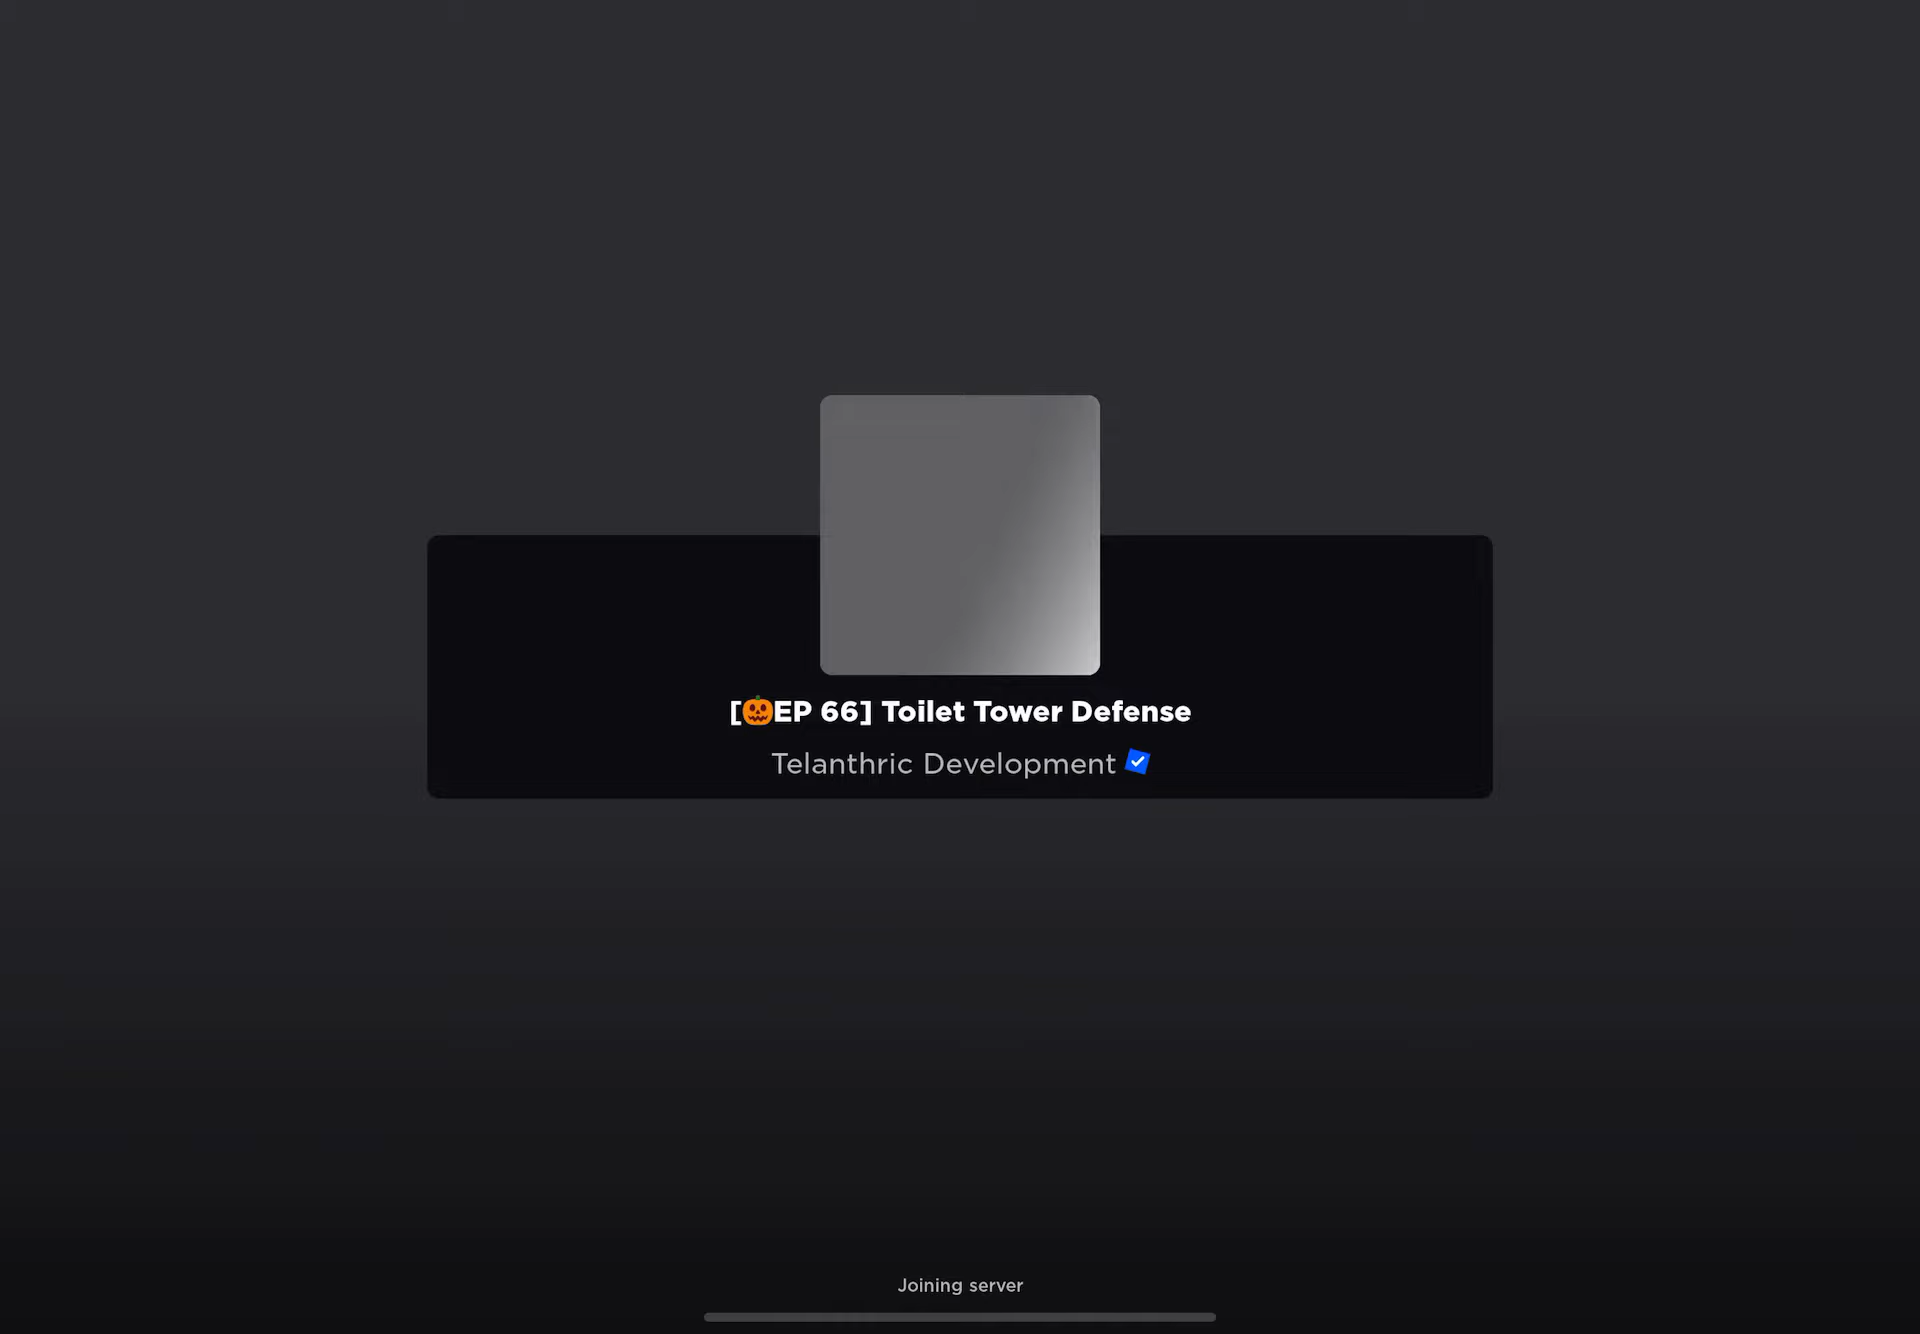 [🎃EP 66] Toilet Tower Defense
Telanthric Development
Joining server